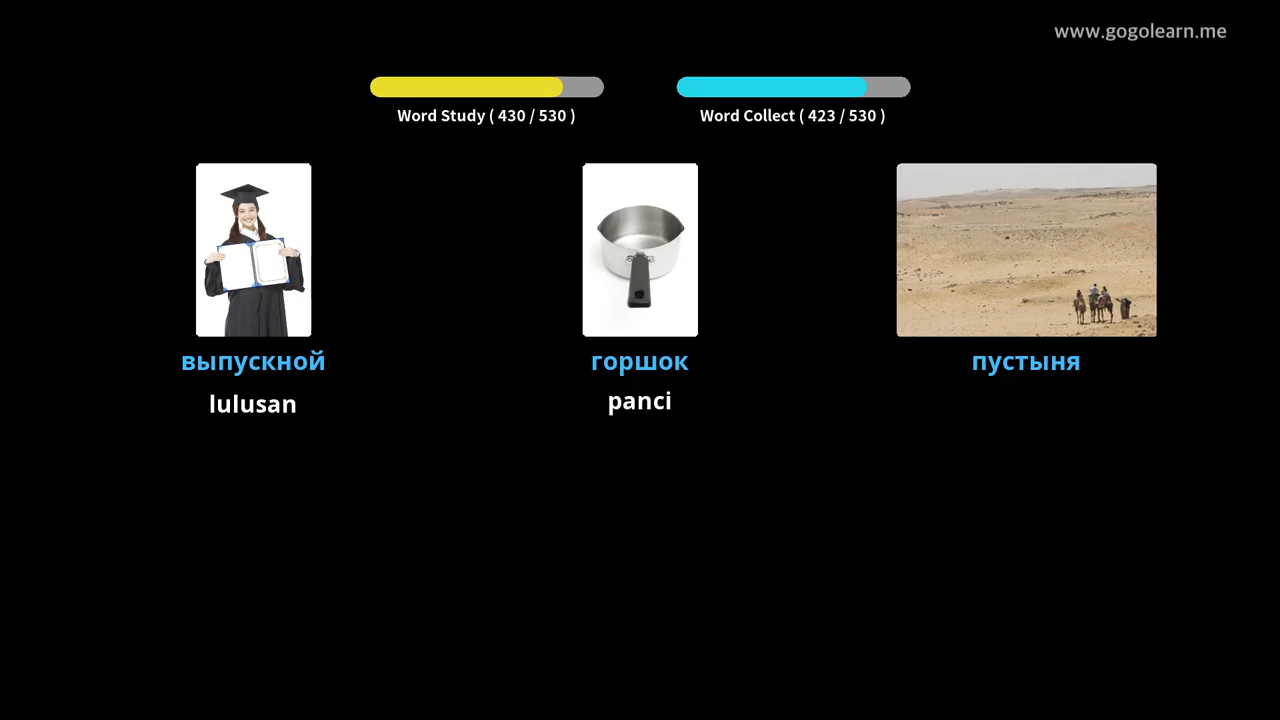 www.gogolearn.me
Word Study ( 430 / 530 )
Word Collect ( 423 / 530 )
выпускной
горшок
пустыня
lulusan
panci